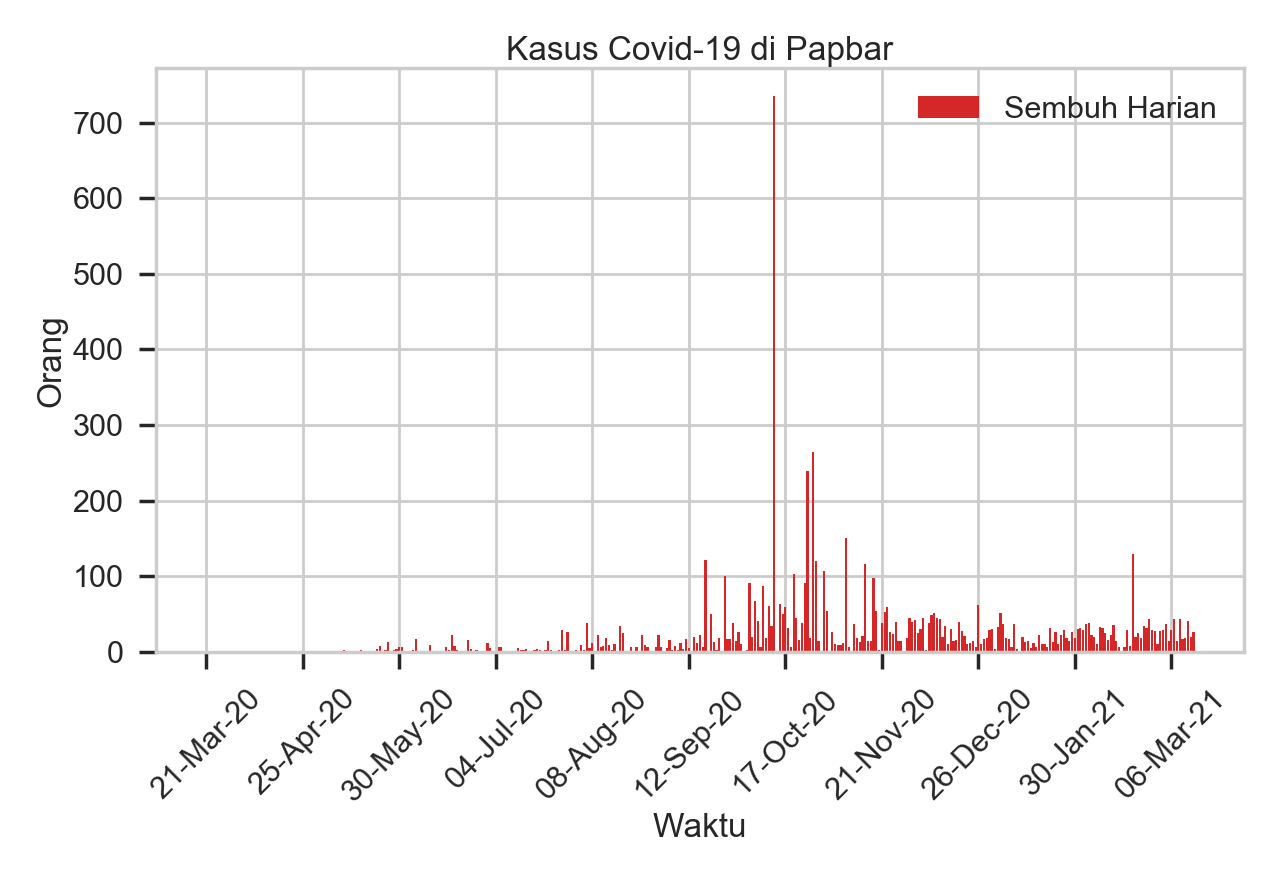 Kasus Covid-19 di Papbar
Sembuh Harian
Orang
700
600
500
400
300
200
100
0
21-Mar-20
25-Apr-20
30-May-20
04-Jul-20
08-Aug-20
12-Sep-20
17-Oct-20
21-Nov-20
26-Dec-20
30-Jan-21
06-Mar-21
Waktu